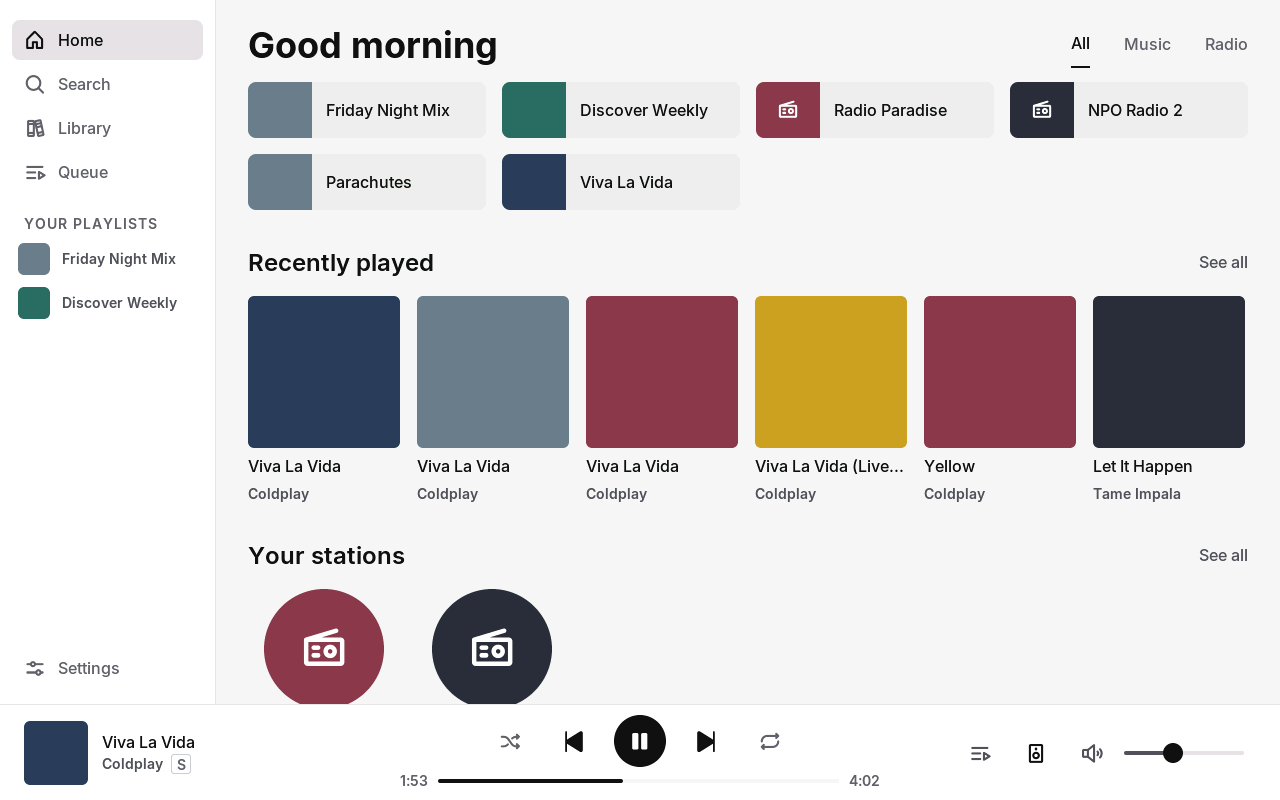 Home
Search
Library
Queue
YOUR PLAYLISTS
Friday Night Mix
Discover Weekly
Settings
Good morning
All Music Radio
Friday Night Mix Discover Weekly Radio Paradise NPO Radio 2
Parachutes Viva La Vida
Recently played See all
Viva La Vida Viva La Vida Viva La Vida Viva La Vida (Live... Yellow Let It Happen
Coldplay Coldplay Coldplay Coldplay Coldplay Tame Impala
Your stations See all
Viva La Vida
Coldplay S
1:53 4:02